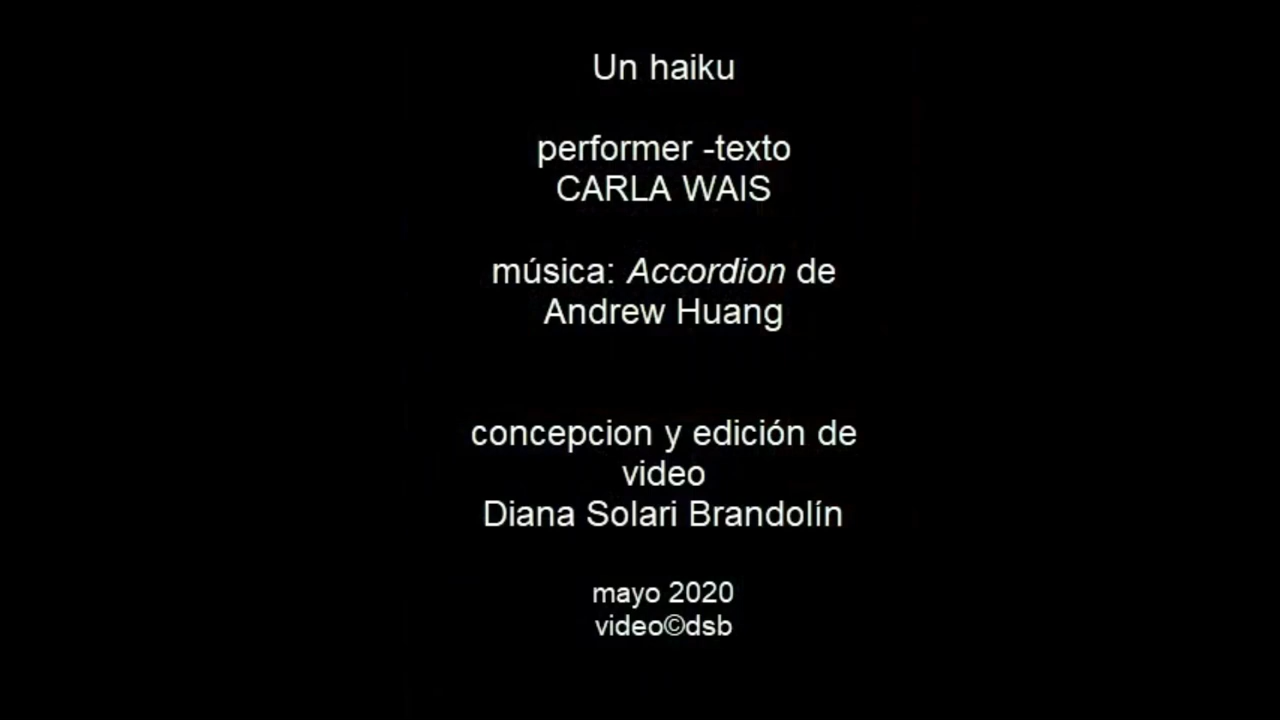 Un haiku
performer -texto
CARLA WAIS
música: Accordion de
Andrew Huang
concepcion y edición de
video
Diana Solari Brandolín
mayo 2020
video©dsb